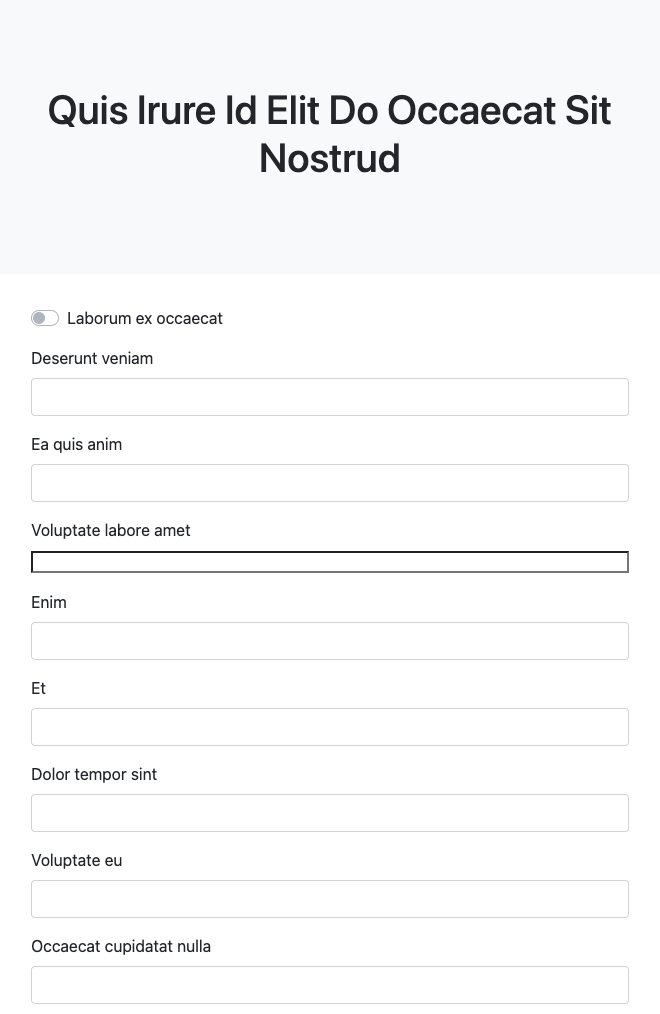 Quis Irure Id Elit Do Occaecat Sit
Nostrud
Laborum ex occaecat
Deserunt veniam
Ea quis anim
Voluptate labore amet
Enim
Et
Dolor tempor sint
Voluptate eu
Occaecat cupidatat nulla